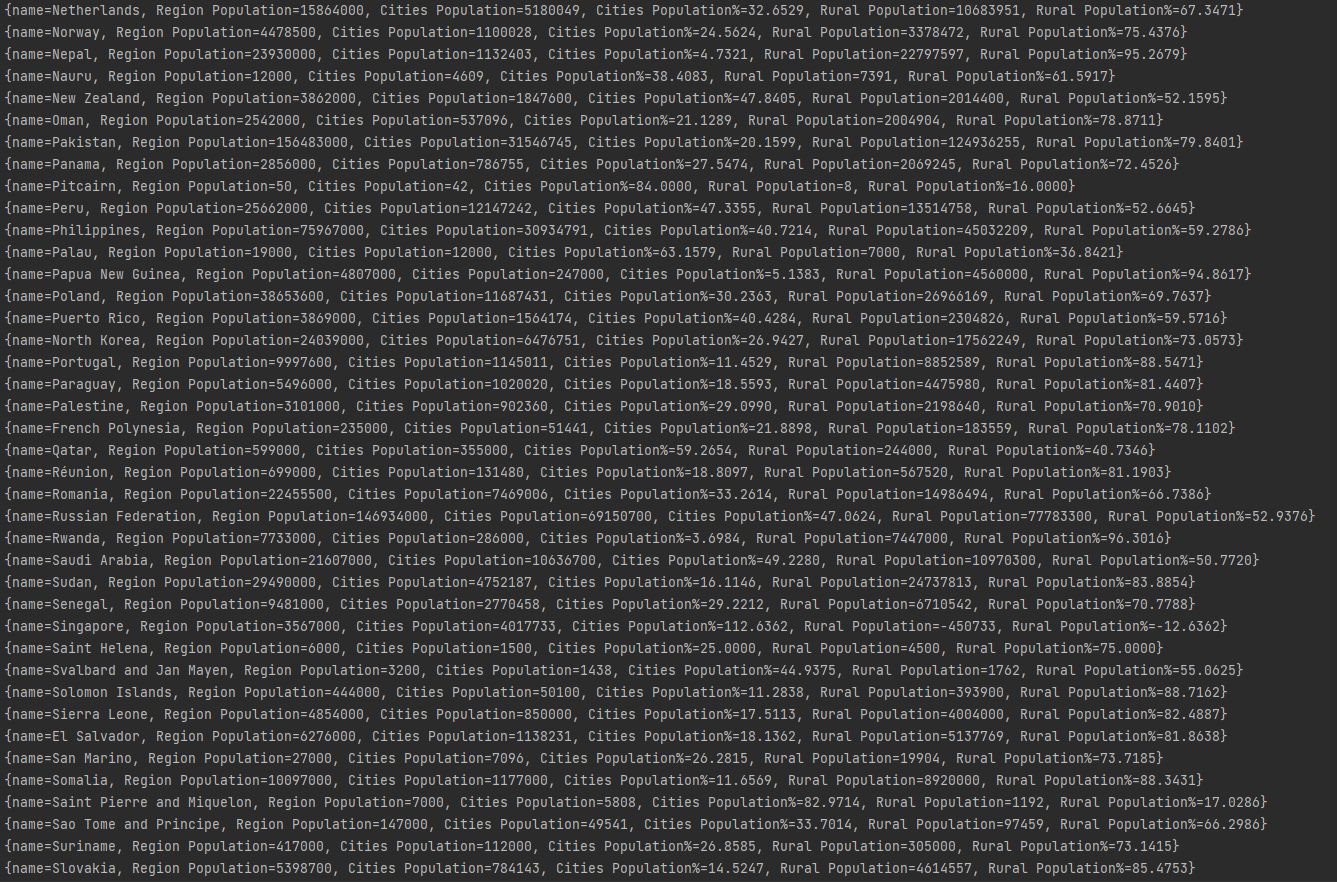 {name=Netherlands, Region Population=15864000, Cities Population=5180049, Cities Population%=32.6529, Rural Population=10683951, Rural Population%=67.3471}
{name=Norway, Region Population=4478500, Cities Population=1100028, Cities Population%=24.5624, Rural Population=3378472, Rural Population%=75.4376}
{name=Nepal, Region Population=23930000, Cities Population=1132403, Cities Population%=4.7321, Rural Population=22797597, Rural Population%=95.2679}
{name=Nauru, Region Population=12000, Cities Population=4609, Cities Population%=38.4083, Rural Population=7391, Rural Population%=61.5917}
{name=New Zealand, Region Population=3862000, Cities Population=1847600, Cities Population%=47.8405, Rural Population=2014400, Rural Population%=52.1595}
{name=Oman, Region Population=2542000, Cities Population=537096, Cities Population%=21.1289, Rural Population=2004904, Rural Population%=78.8711}
{name=Pakistan, Region Population=156483000, Cities Population=31546745, Cities Population%=20.1599, Rural Population=124936255, Rural Population%=79.8401}
{name=Panama, Region Population=2856000, Cities Population=786755, Cities Population%=27.5474, Rural Population=2069245, Rural Population%=72.4526}
{name=Pitcairn, Region Population=50, Cities Population=42, Cities Population%=84.0000, Rural Population=8, Rural Population%=16.0000}
{name=Peru, Region Population=25662000, Cities Population=12147242, Cities Population%=47.3355, Rural Population=13514758, Rural Population%=52.6645}
{name=Philippines, Region Population=75967000, Cities Population=30934791, Cities Population%=40.7214, Rural Population=45032209, Rural Population%=59.2786}
{name=Palau, Region Population=19000, Cities Population=12000, Cities Population%=63.1579, Rural Population=7000, Rural Population%=36.8421}
{name=Papua New Guinea, Region Population=4807000, Cities Population=247000, Cities Population%=5.1383, Rural Population=4560000, Rural Population%=94.8617}
{name=Poland, Region Population=38653600, Cities Population=11687431, Cities Population%=30.2363, Rural Population=26966169, Rural Population%=69.7637}
{name=Puerto Rico, Region Population=3869000, Cities Population=1564174, Cities Population%=40.4284, Rural Population=2304826, Rural Population%=59.5716}
{name=North Korea, Region Population=24039000, Cities Population=6476751, Cities Population%=26.9427, Rural Population=17562249, Rural Population%=73.0573}
{name=Portugal, Region Population=9997600, Cities Population=1145011, Cities Population%=11.4529, Rural Population=8852589, Rural Population%=88.5471}
{name=Paraguay, Region Population=5496000, Cities Population=1020020, Cities Population%=18.5593, Rural Population=4475980, Rural Population%=81.4407}
{name=Palestine, Region Population=3101000, Cities Population=902360, Cities Population%=29.0990, Rural Population=2198640, Rural Population%=70.9010}
{name=French Polynesia, Region Population=235000, Cities Population=51441, Cities Population%=21.8898, Rural Population=183559, Rural Population%=78.1102}
{name=Qatar, Region Population=599000, Cities Population=355000, Cities Population%=59.2654, Rural Population=244000, Rural Population%=40.7346}
{name=Réunion, Region Population=699000, Cities Population=131480, Cities Population%=18.8097, Rural Population=567520, Rural Population%=81.1903}
{name=Romania, Region Population=22455500, Cities Population=7469006, Cities Population%=33.2614, Rural Population=14986494, Rural Population%=66.7386}
{name=Russian Federation, Region Population=146934000, Cities Population=69150700, Cities Population%=47.0624, Rural Population=77783300, Rural Population%=52.9376}
{name=Rwanda, Region Population=7733000, Cities Population=286000, Cities Population%=3.6984, Rural Population=7447000, Rural Population%=96.3016}
{name=Saudi Arabia, Region Population=21607000, Cities Population=10636700, Cities Population%=49.2280, Rural Population=10970300, Rural Population%=50.7720}
{name=Sudan, Region Population=29490000, Cities Population=4752187, Cities Population%=16.1146, Rural Population=24737813, Rural Population%=83.8854}
{name=Senegal, Region Population=9481000, Cities Population=2770458, Cities Population%=29.2212, Rural Population=6710542, Rural Population%=70.7788}
{name=Singapore, Region Population=3567000, Cities Population=4017733, Cities Population%=112.6362, Rural Population=-450733, Rural Population%=-12.6362}
{name=Saint Helena, Region Population=6000, Cities Population=1500, Cities Population%=25.0000, Rural Population=4500, Rural Population%=75.0000}
{name=Svalbard and Jan Mayen, Region Population=3200, Cities Population=1438, Cities Population%=44.9375, Rural Population=1762, Rural Population%=55.0625}
{name=Solomon Islands, Region Population=444000, Cities Population=50100, Cities Population%=11.2838, Rural Population=393900, Rural Population%=88.7162}
{name=Sierra Leone, Region Population=4854000, Cities Population=850000, Cities Population%=17.5113, Rural Population=4004000, Rural Population%=82.4887}
{name=El Salvador, Region Population=6276000, Cities Population=1138231, Cities Population%=18.1362, Rural Population=5137769, Rural Population%=81.8638}
{name=San Marino, Region Population=27000, Cities Population=7096, Cities Population%=26.2815, Rural Population=19904, Rural Population%=73.7185}
{name=Somalia, Region Population=10097000, Cities Population=1177000, Cities Population%=11.6569, Rural Population=8920000, Rural Population%=88.3431}
{name=Saint Pierre and Miquelon, Region Population=7000, Cities Population=5808, Cities Population%=82.9714, Rural Population=1192, Rural Population%=17.0286}
{name=Sao Tome and Principe, Region Population=147000, Cities Population=49541, Cities Population%=33.7014, Rural Population=97459, Rural Population%=66.2986}
{name=Suriname, Region Population=417000, Cities Population=112000, Cities Population%=26.8585, Rural Population=305000, Rural Population%=73.1415}
{name=Slovakia, Region Population=5398700, Cities Population=784143, Cities Population%=14.5247, Rural Population=4614557, Rural Population%=85.4753}